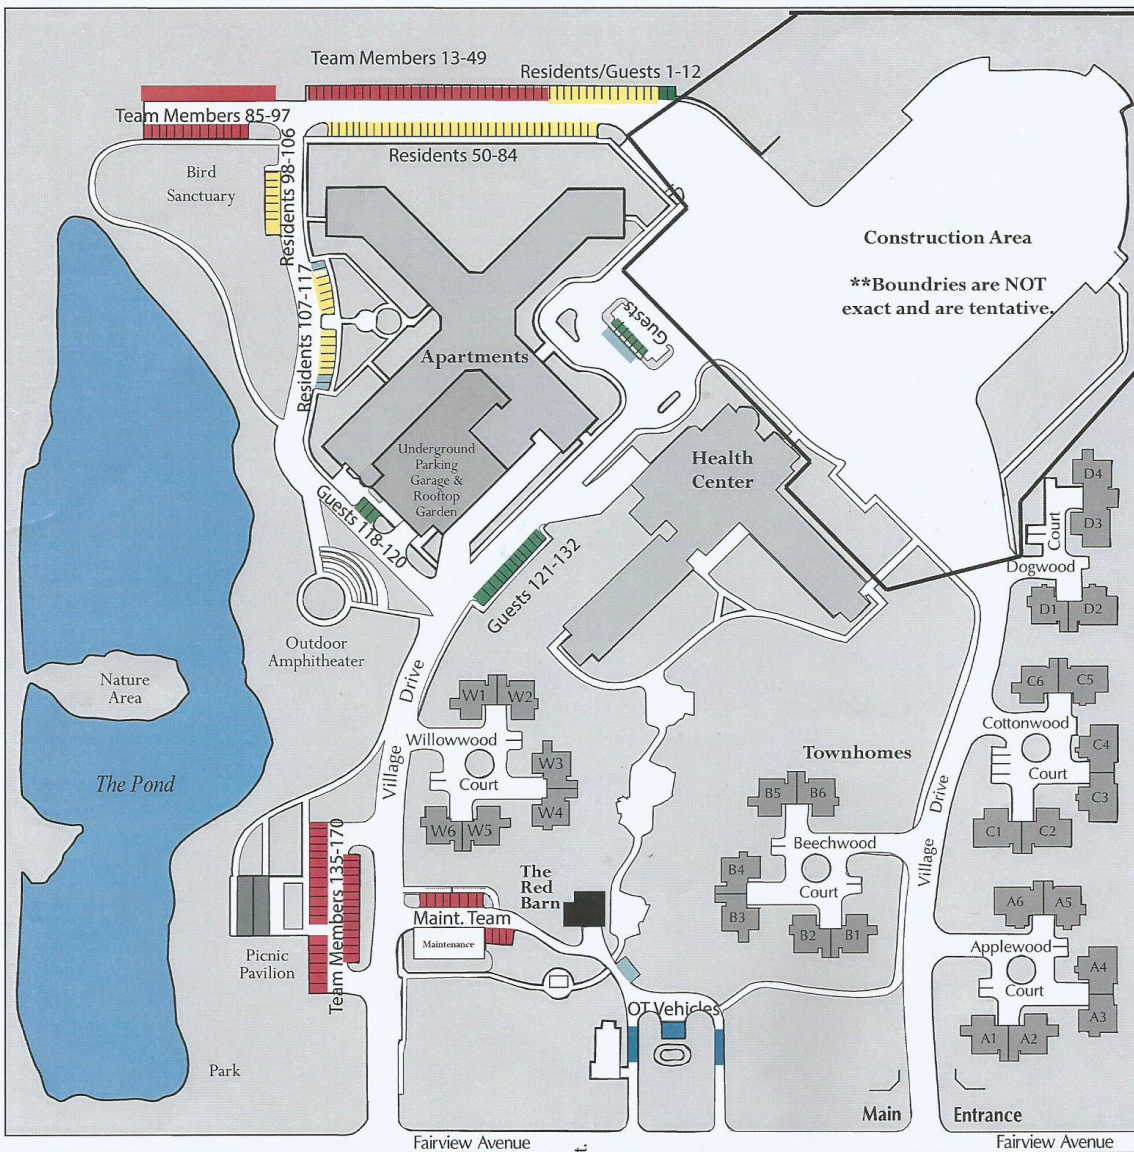 Team Members 13-49
Residents/Guests 1-12
Team Members 85-97
Residents 50-84
Residents 98-106
Bird
Sanctuary
Residents 107-117
Construction Area
**Boundries are NOT
exact and are tentative.
Guests
Apartments
Underground
Parking
Garage &
Rooftop
Garden
Health
Center
Guests 118-120
Guests 121-132
D4
D3
Court
Dogwood
D1
D2
Outdoor
Amphitheater
Nature
Area
The Pond
Village
Drive
W1
W2
Willowwood
Court
W3
W4
W6
W5
C6
C5
Cottonwood
Court
C4
C3
C1
C2
Townhomes
B5
B6
Beechwood
Court
B4
B3
B2
B1
Village
Drive
Team Members 135-170
The
Red
Barn
Maint. Team
Maintenance
Picnic
Pavilion
A6
A5
Applewood
Court
A4
A3
A1
A2
OT Vehicles
Park
Main
Entrance
Fairview Avenue
t.
Fairview Avenue